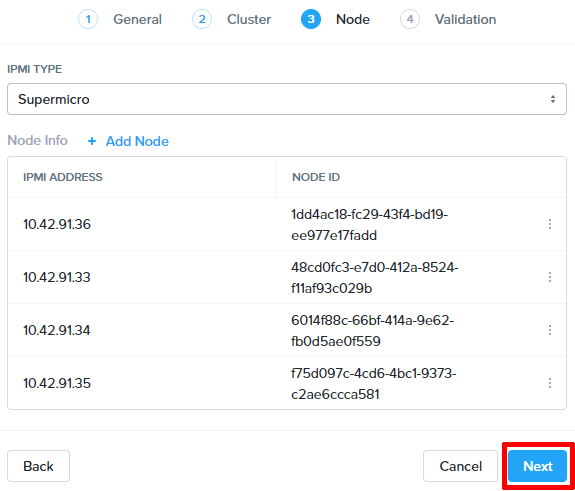 1 General 2 Cluster 3 Node 4 Validation
IPMI TYPE
Supermicro
Node Info + Add Node
IPMI ADDRESS NODE ID
10.42.91.36 1dd4ac18-fc29-43f4-bd19-
ee977e17fadd
10.42.91.33 48cd0fc3-e7d0-412a-8524-
f11af93c029b
10.42.91.34 6014f88c-66bf-414a-9e62-
fb0d5ae0f559
10.42.91.35 f75d097c-4cd6-4bc1-9373-
c2ae6ccca581
Back Cancel Next